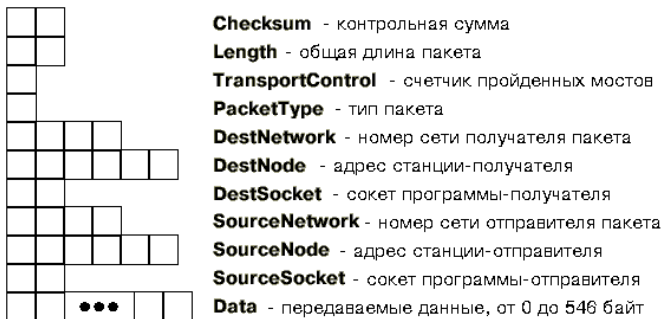 Checksum - контрольная сумма
Length - общая длина пакета
TransportControl - счетчик пройденных мостов
PacketType - тип пакета
DestNetwork - номер сети получателя пакета
DestNode - адрес станции-получателя
DestSocket - сокет программы-получателя
SourceNetwork - номер сети отправителя пакета
SourceNode - адрес станции-отправителя
SourceSocket - сокет программы-отправителя
Data - передаваемые данные, от 0 до 546 байт